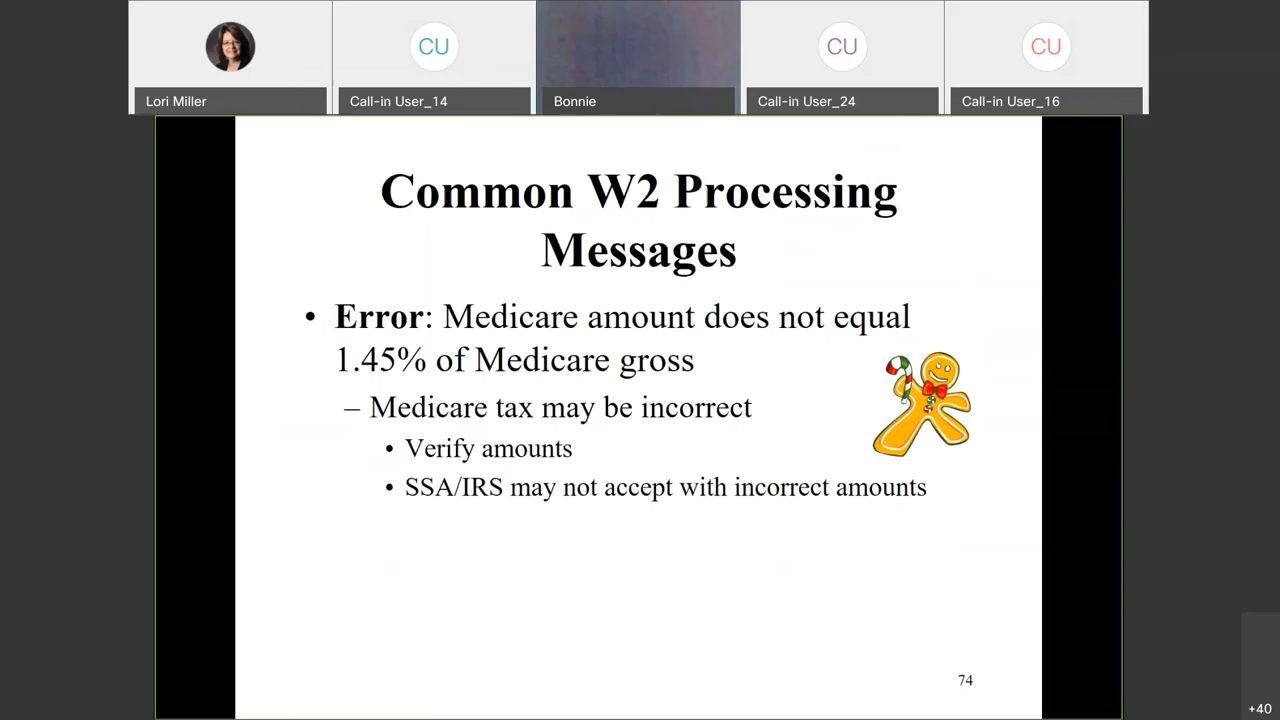 CU
CU
CU
Lori Miller
Call-in User_14
Bonnie
Call-in User_24
Call-in User_16
Common W2 Processing
Messages
• Error: Medicare amount does not equal
1.45% of Medicare gross
– Medicare tax may be incorrect
• Verify amounts
• SSA/IRS may not accept with incorrect amounts
74
+40